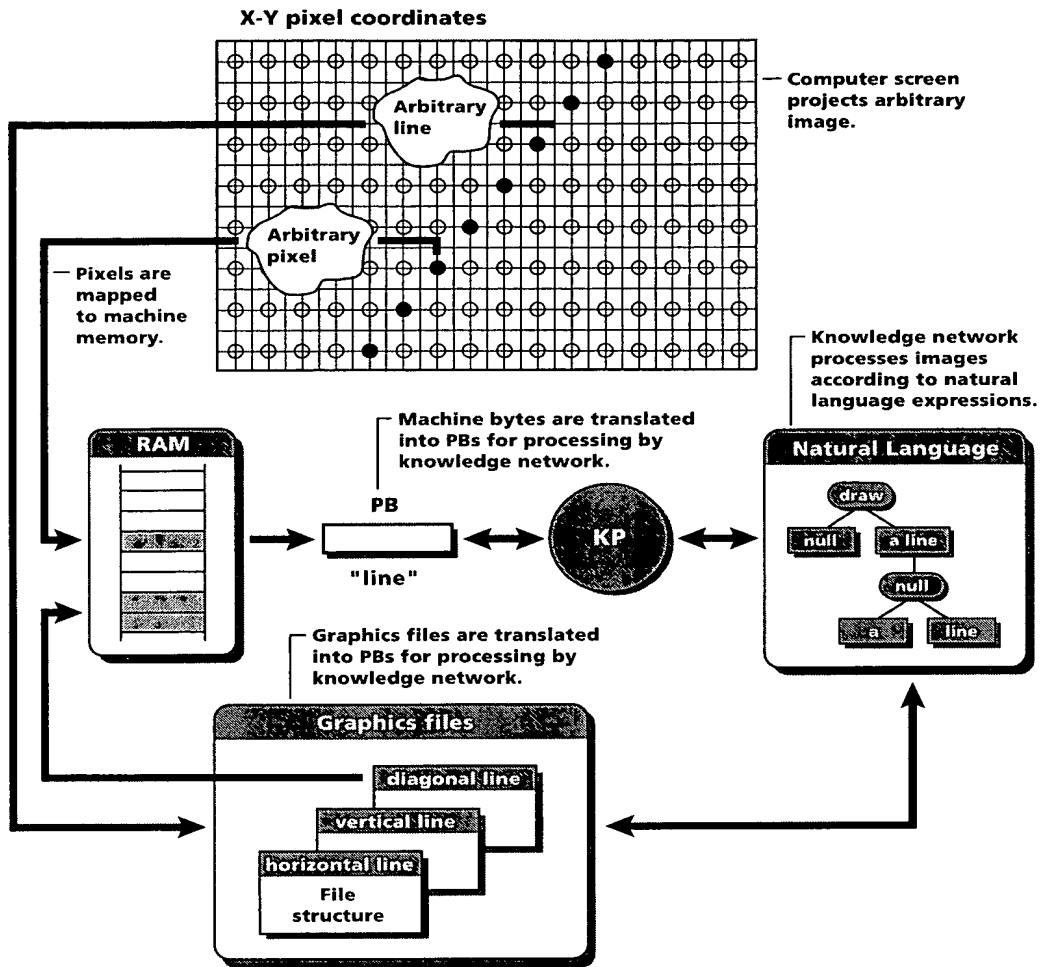 X-Y pixel coordinates
Arbitrary
line
Computer screen
projects arbitrary
image.
Arbitrary
pixel
Pixels are
mapped
to machine
memory.
Knowledge network
processes images
according to natural
language expressions.
Machine bytes are translated
into PBs for processing by
knowledge network.
RAM
PB
"line"
KP
Natural Language
draw
null
a line
null
a
line
Graphics files are translated
into PBs for processing by
knowledge network.
Graphics files
diagonal line
vertical line
horizontal line
File
structure